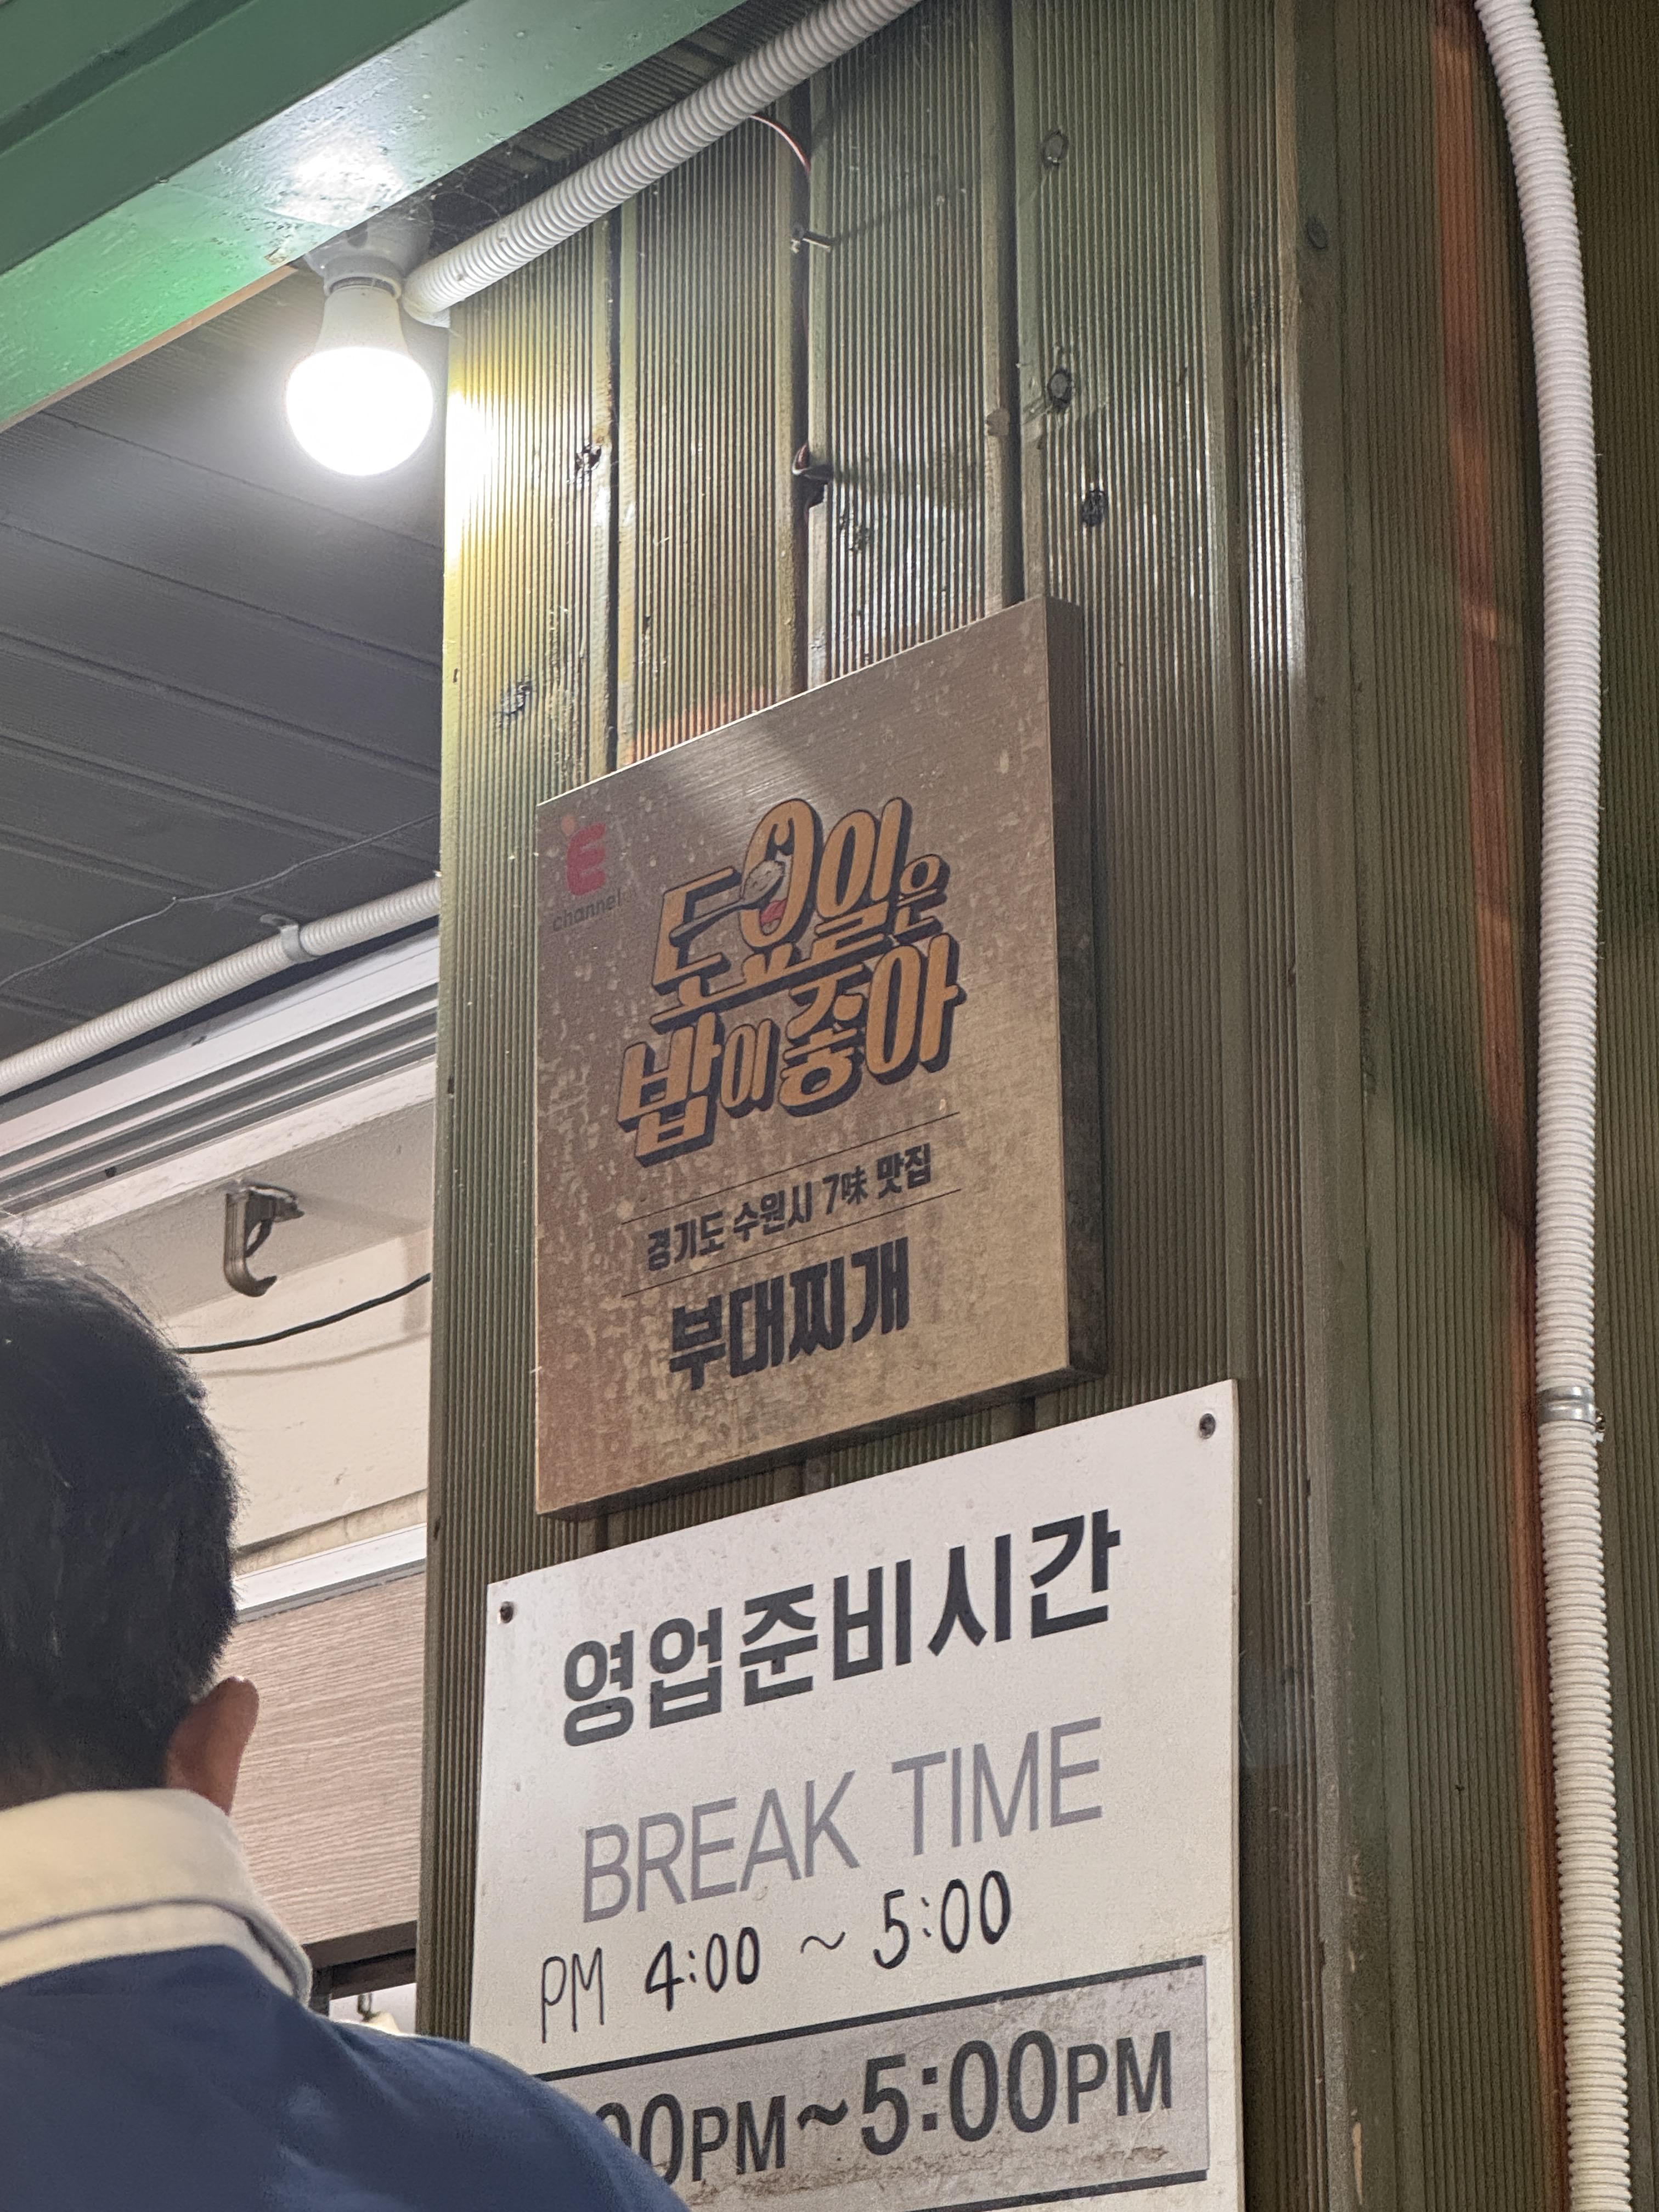 E
channel
토요일은
밥이 좋아
경기도 수원시 7味 맛집
부대찌개
영업준비시간
BREAK TIME
PM 4:00 ~ 5:00
00PM~5:00PM